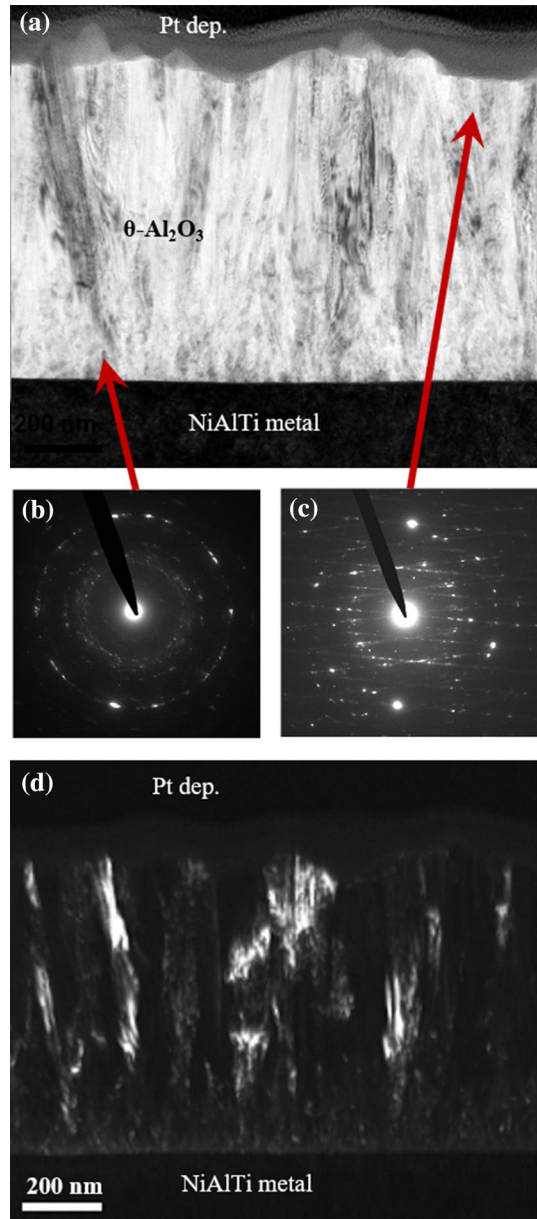 (a)
Pt dep.
θ-Al₂O₃
200 nm
NiAlTi metal
(b)
(c)
(d)
Pt dep.
200 nm
NiAlTi metal